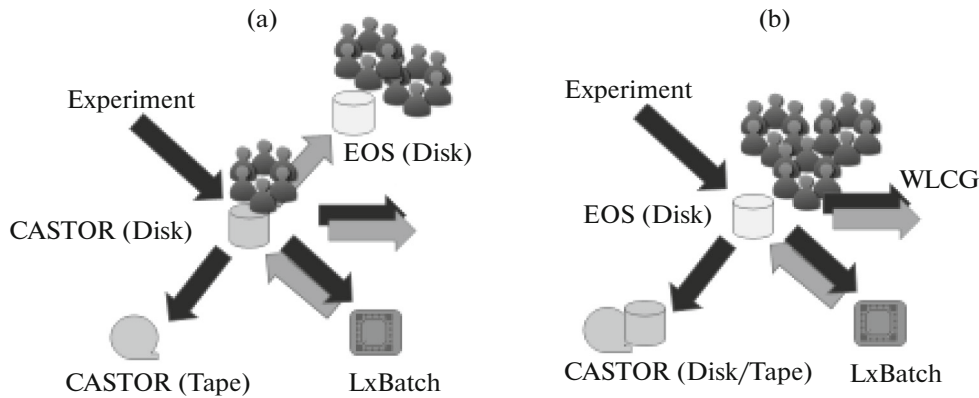 (a)
Experiment
EOS (Disk)
CASTOR (Disk)
CASTOR (Tape)
LxBatch
(b)
Experiment
WLCG
EOS (Disk)
CASTOR (Disk/Tape)
LxBatch